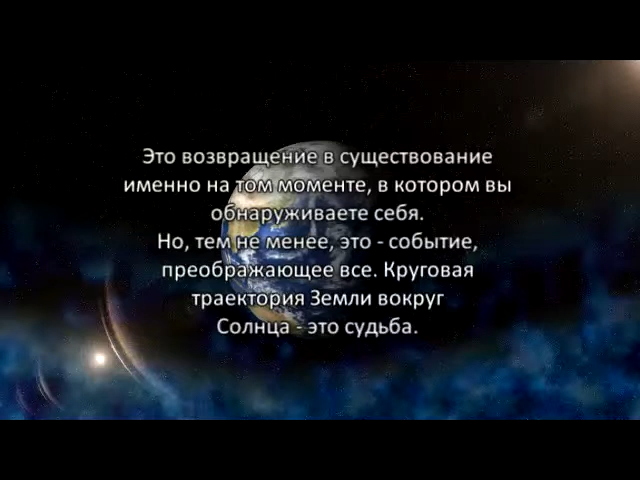 Это возвращение в существование
именно на том моменте, в котором вы
обнаруживаете себя.
Но, тем не менее, это - событие,
преображающее все. Круговая
траектория Земли вокруг
Солнца - это судьба.